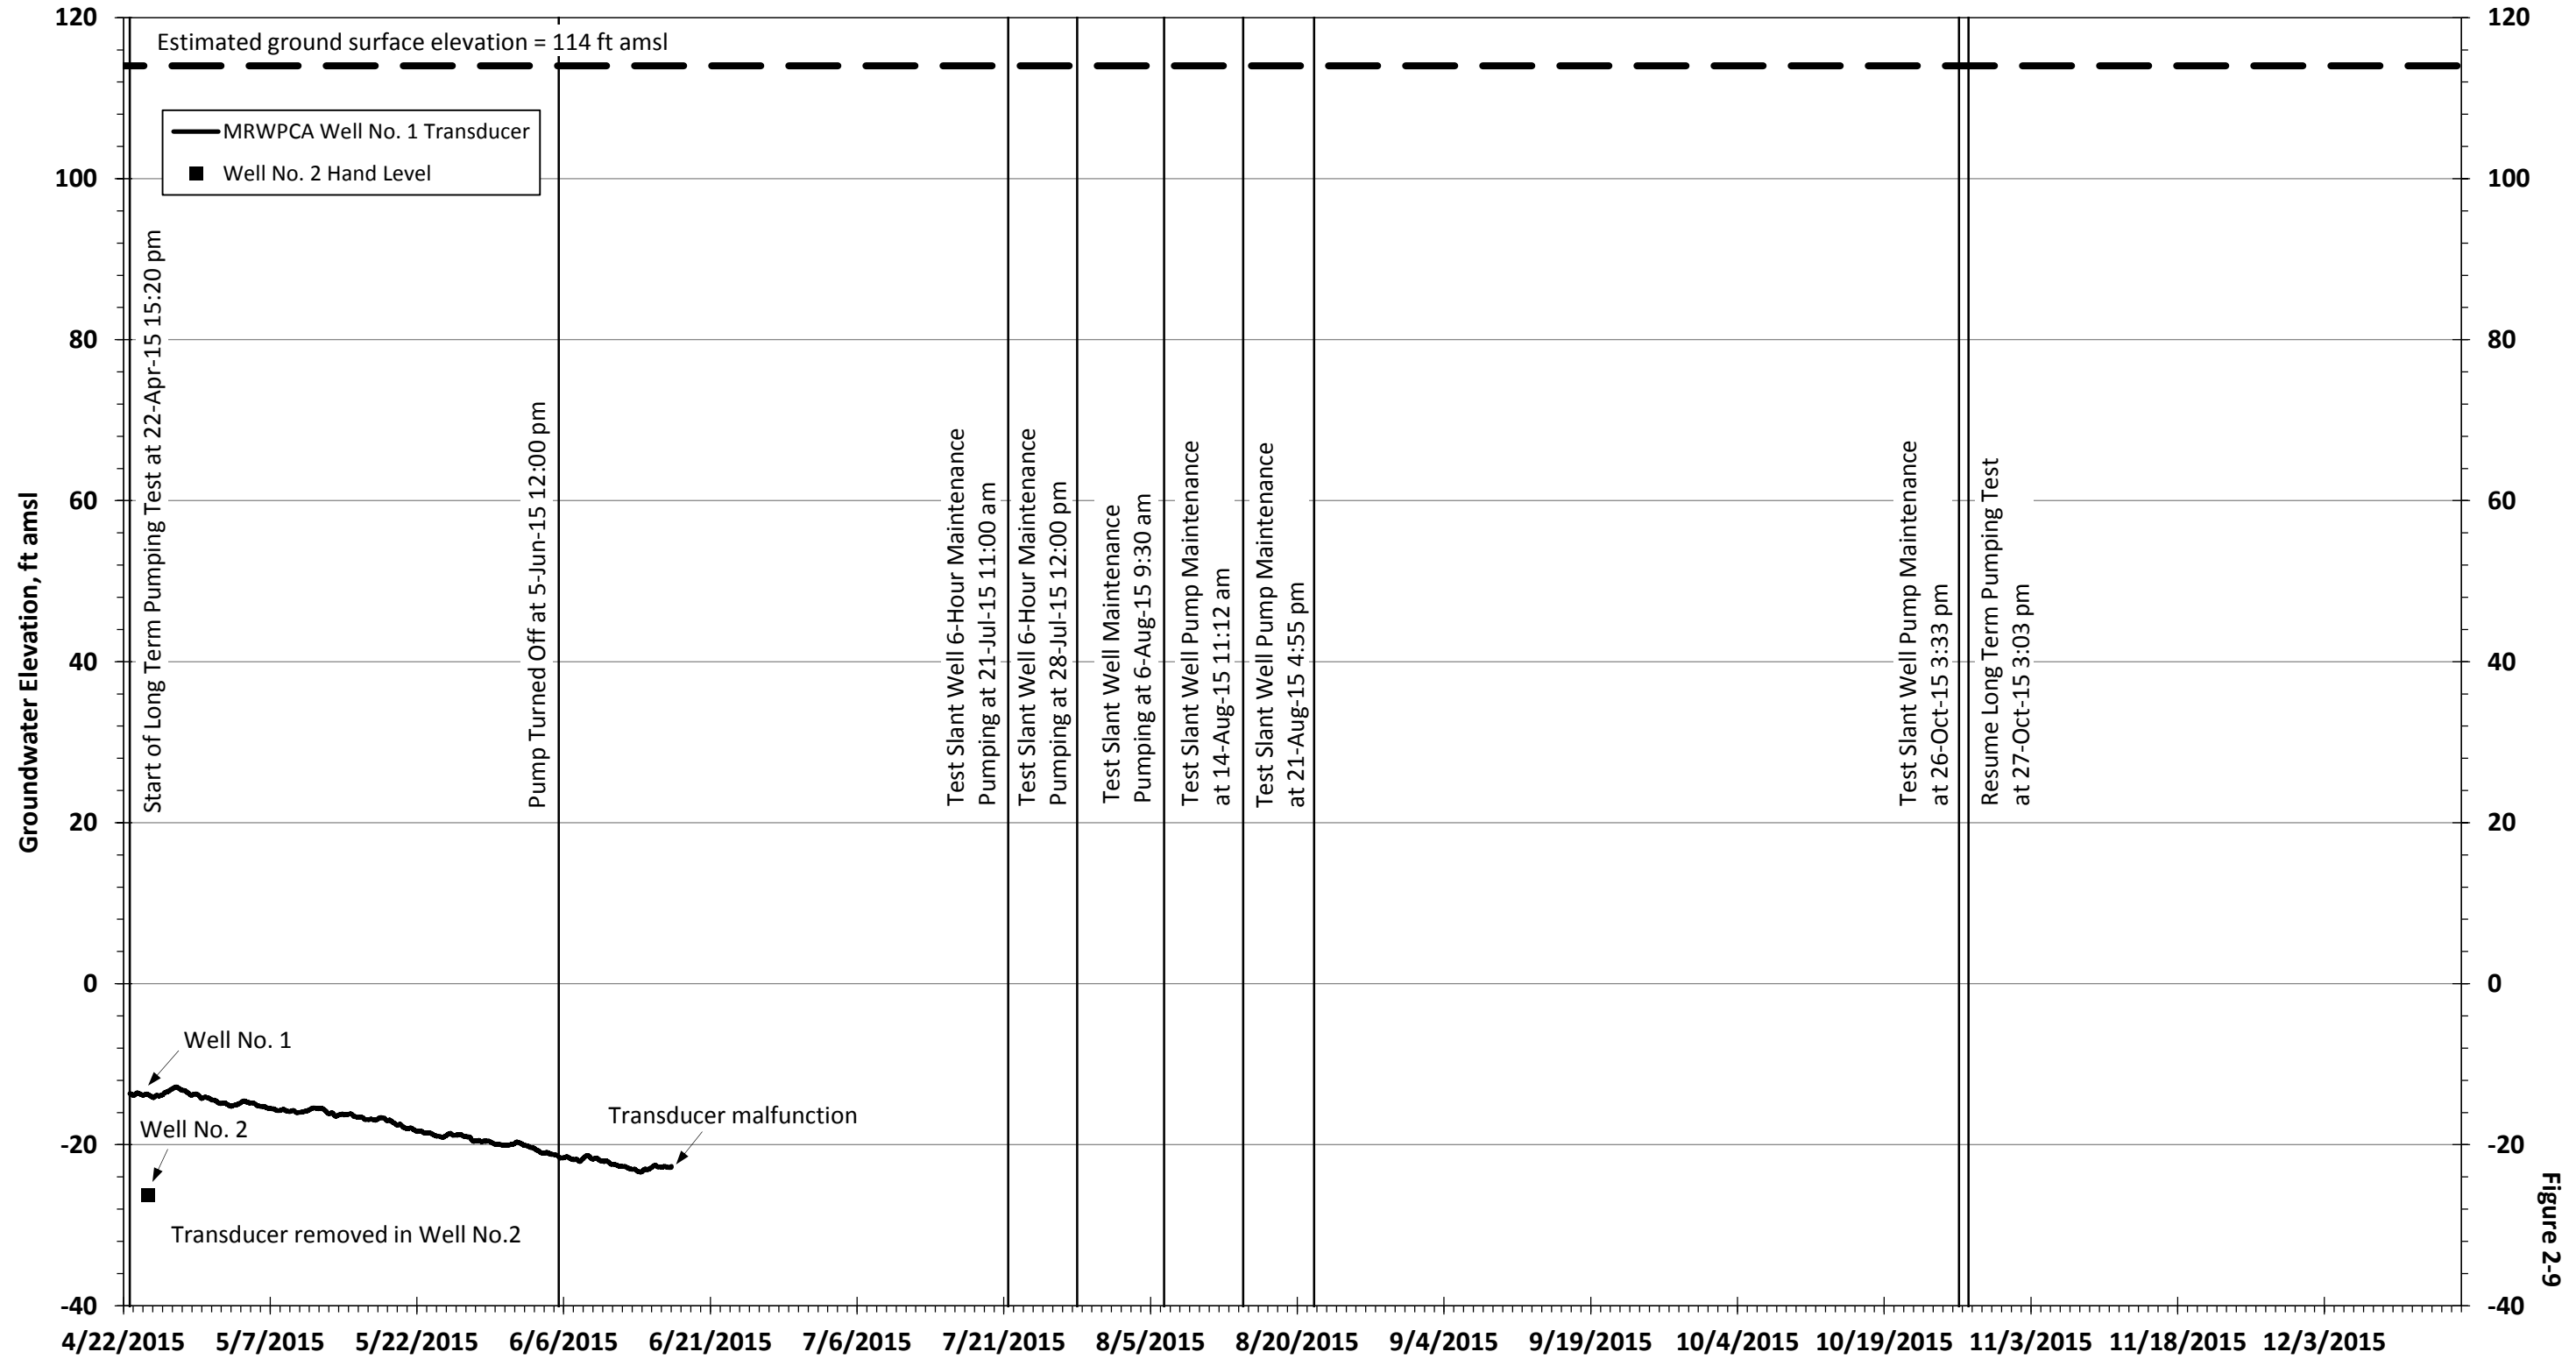 Estimated ground surface elevation = 114 ft amsl
MRWPCA Well No. 1 Transducer
Well No. 2 Hand Level
120
100
80
60
40
20
0
-20
-40
Groundwater Elevation, ft amsl
Start of Long Term Pumping Test at 22-Apr-15 15:20 pm
Pump Turned Off at 5-Jun-15 12:00 pm
Test Slant Well 6-Hour Maintenance
Pumping at 21-Jul-15 11:00 am
Test Slant Well 6-Hour Maintenance
Pumping at 28-Jul-15 12:00 pm
Test Slant Well Maintenance
Pumping at 6-Aug-15 9:30 am
Test Slant Well Pump Maintenance
at 14-Aug-15 11:12 am
Test Slant Well Pump Maintenance
at 21-Aug-15 4:55 pm
Test Slant Well Pump Maintenance
at 26-Oct-15 3:33 pm
Resume Long Term Pumping Test
at 27-Oct-15 3:03 pm
Well No. 1
Well No. 2
Transducer malfunction
Transducer removed in Well No.2
120
100
80
60
40
20
0
-20
-40
Figure 2-9
4/22/2015 5/7/2015 5/22/2015 6/6/2015 6/21/2015 7/6/2015 7/21/2015 8/5/2015 8/20/2015 9/4/2015 9/19/2015 10/4/2015 10/19/2015 11/3/2015 11/18/2015 12/3/2015